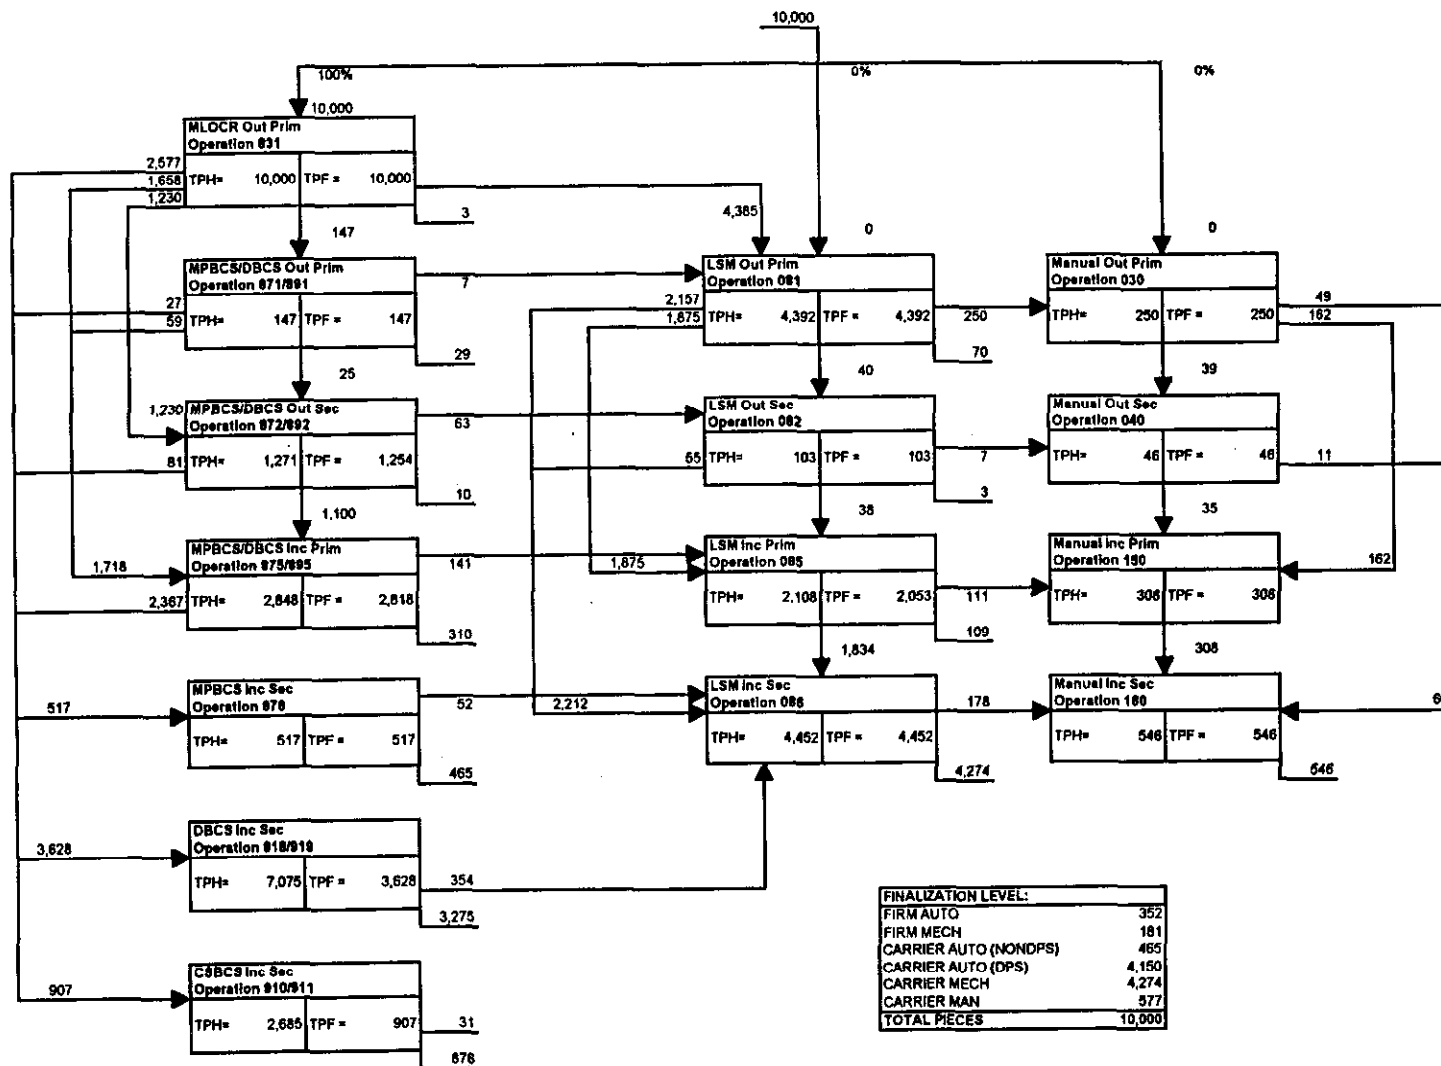 10,000
100%
0%
0%
10,000
MLOCR Out Prim
Operation 831
2,577
1,658
1,230
TPH= 10,000 TPF = 10,000
3
4,385
147
0
0
MPBCS/DBCS Out Prim
Operation 871/891
7
27
59
TPH= 147 TPF = 147
29
25
LSM Out Prim
Operation 081
2,157
1,875
TPH= 4,392 TPF = 4,392
250
70
40
Manual Out Prim
Operation 030
49
162
TPH= 250 TPF = 250
39
1,230
MPBCS/DBCS Out Sec
Operation 872/892
63
81
TPH= 1,271 TPF = 1,254
10
1,100
LSM Out Sec
Operation 082
55
TPH= 103 TPF = 103
7
3
38
Manual Out Sec
Operation 040
TPH= 46 TPF = 46
11
35
1,718
MPBCS/DBCS Inc Prim
Operation 875/895
141
2,367
TPH= 2,848 TPF = 2,818
310
1,875
LSM Inc Prim
Operation 085
TPH= 2,108 TPF = 2,053
111
109
1,834
Manual Inc Prim
Operation 150
162
TPH= 308 TPF = 308
308
517
MPBCS Inc Sec
Operation 876
52
TPH= 517 TPF = 517
465
2,212
LSM Inc Sec
Operation 086
178
TPH= 4,452 TPF = 4,452
4,274
Manual Inc Sec
Operation 160
6
TPH= 546 TPF = 546
546
3,628
DBCS Inc Sec
Operation 918/919
TPH= 7,075 TPF = 3,628
354
3,275
907
CSBCS Inc Sec
Operation 910/911
TPH= 2,685 TPF = 907
31
876
FINALIZATION LEVEL:
FIRM AUTO 352
FIRM MECH 181
CARRIER AUTO (NONDPS) 465
CARRIER AUTO (DPS) 4,150
CARRIER MECH 4,274
CARRIER MAN 577
TOTAL PIECES 10,000